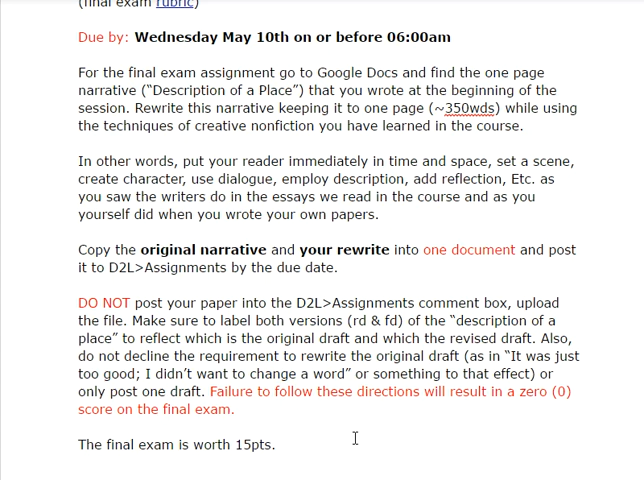 (final exam rubric)
Due by: Wednesday May 10th on or before 06:00am
For the final exam assignment go to Google Docs and find the one page
narrative (“Description of a Place”) that you wrote at the beginning of the
session. Rewrite this narrative keeping it to one page (~350wds) while using
the techniques of creative nonfiction you have learned in the course.
In other words, put your reader immediately in time and space, set a scene,
create character, use dialogue, employ description, add reflection, Etc. as
you saw the writers do in the essays we read in the course and as you
yourself did when you wrote your own papers.
Copy the original narrative and your rewrite into one document and post
it to D2L>Assignments by the due date.
DO NOT post your paper into the D2L>Assignments comment box, upload
the file. Make sure to label both versions (rd & fd) of the “description of a
place” to reflect which is the original draft and which the revised draft. Also,
do not decline the requirement to rewrite the original draft (as in “It was just
too good; I didn’t want to change a word” or something to that effect) or
only post one draft. Failure to follow these directions will result in a zero (0)
score on the final exam.
The final exam is worth 15pts.